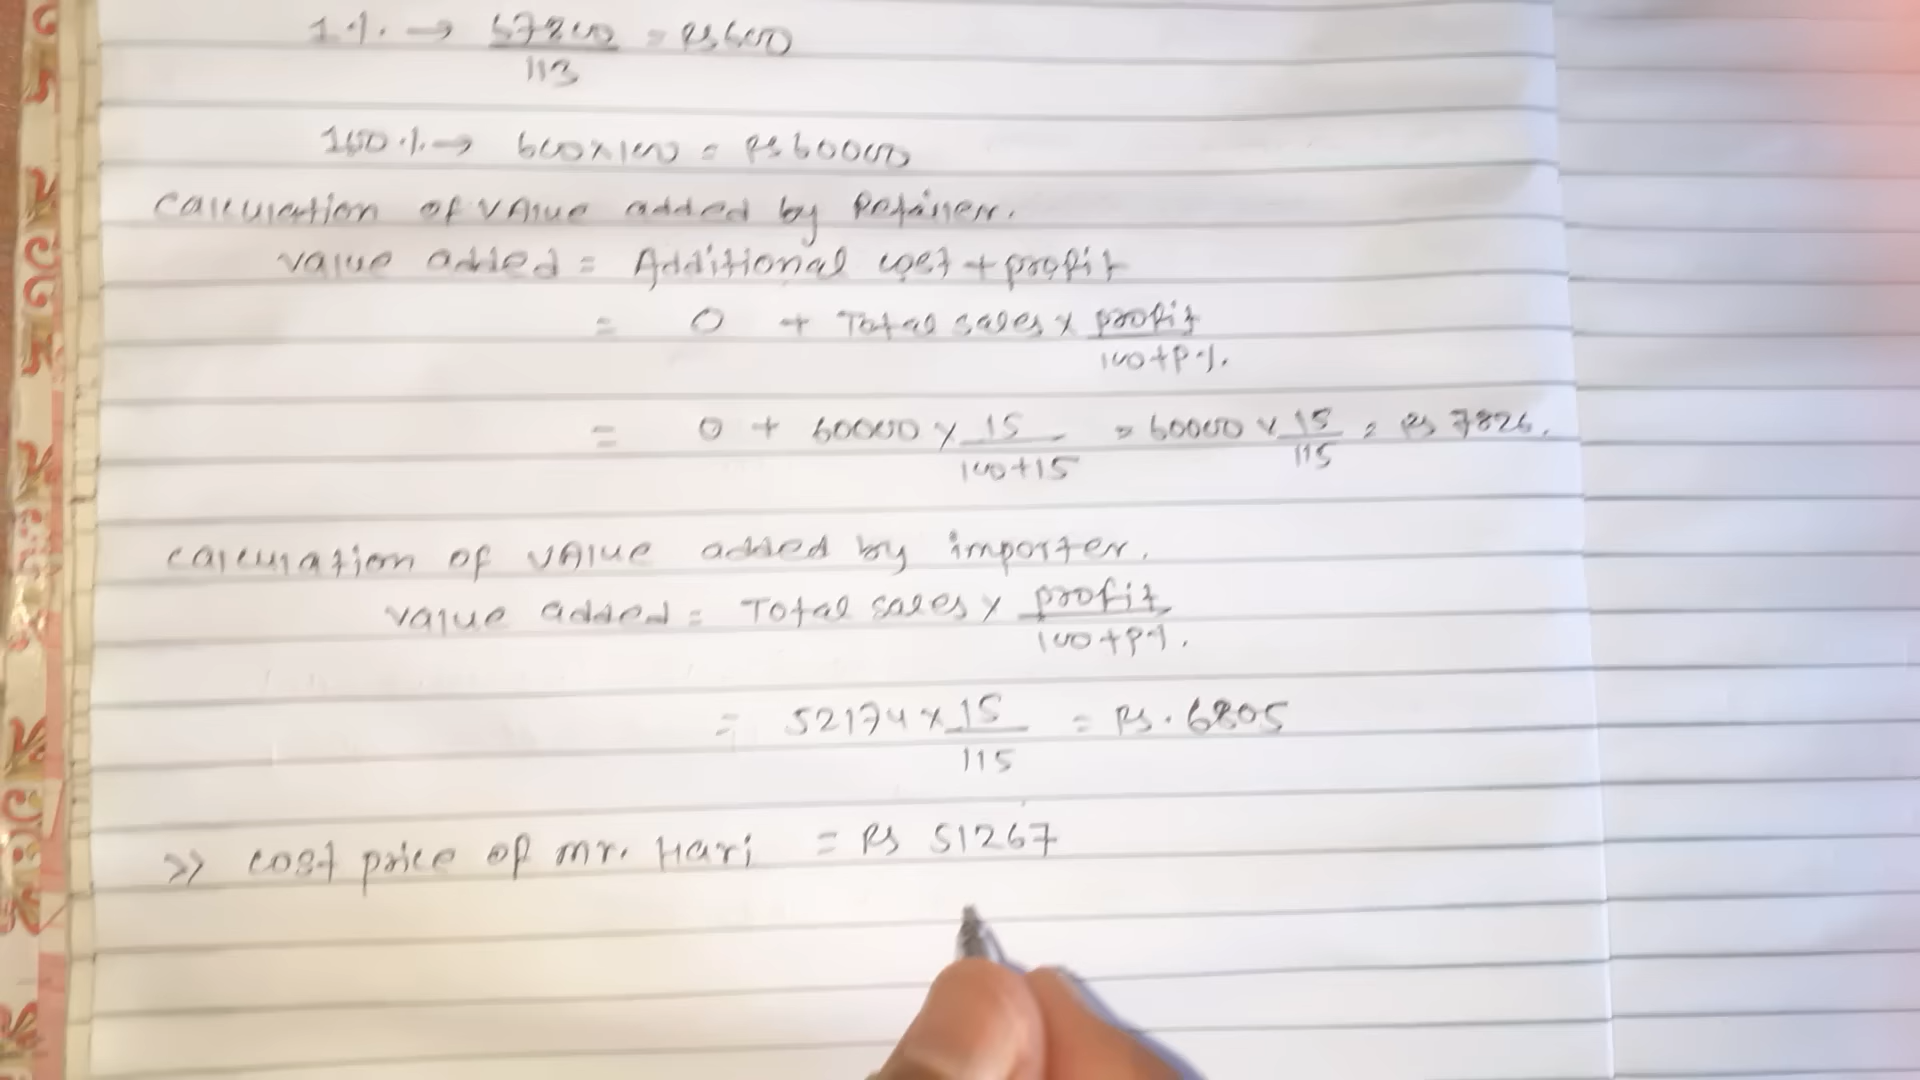 1% → 67800/113 = Rs 600
100% → 600×100 = Rs 60000
Calculation of value added by Retailer.
value added = Additional cost + profit
= 0 + Total sales × profit/100+P%.
= 0 + 60000 × 15/100+15 = 60000 × 15/115 = Rs 7826.
Calculation of value added by importer.
value added = Total sales × profit/100+P%.
= 52174 × 15/115 = Rs. 6805
>> cost price of mr. Hari = Rs 51267